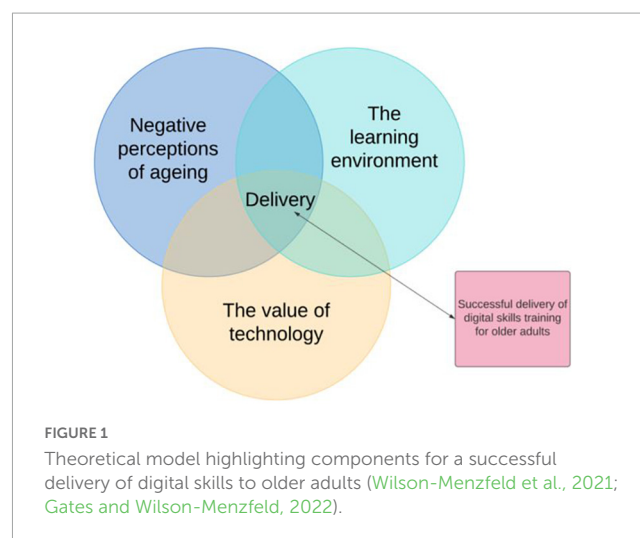 Negative
perceptions
of ageing
The
learning
environment
Delivery
The value of
technology
Successful delivery of
digital skills training
for older adults
FIGURE 1
Theoretical model highlighting components for a successful
delivery of digital skills to older adults (Wilson-Menzfeld et al., 2021;
Gates and Wilson-Menzfeld, 2022).